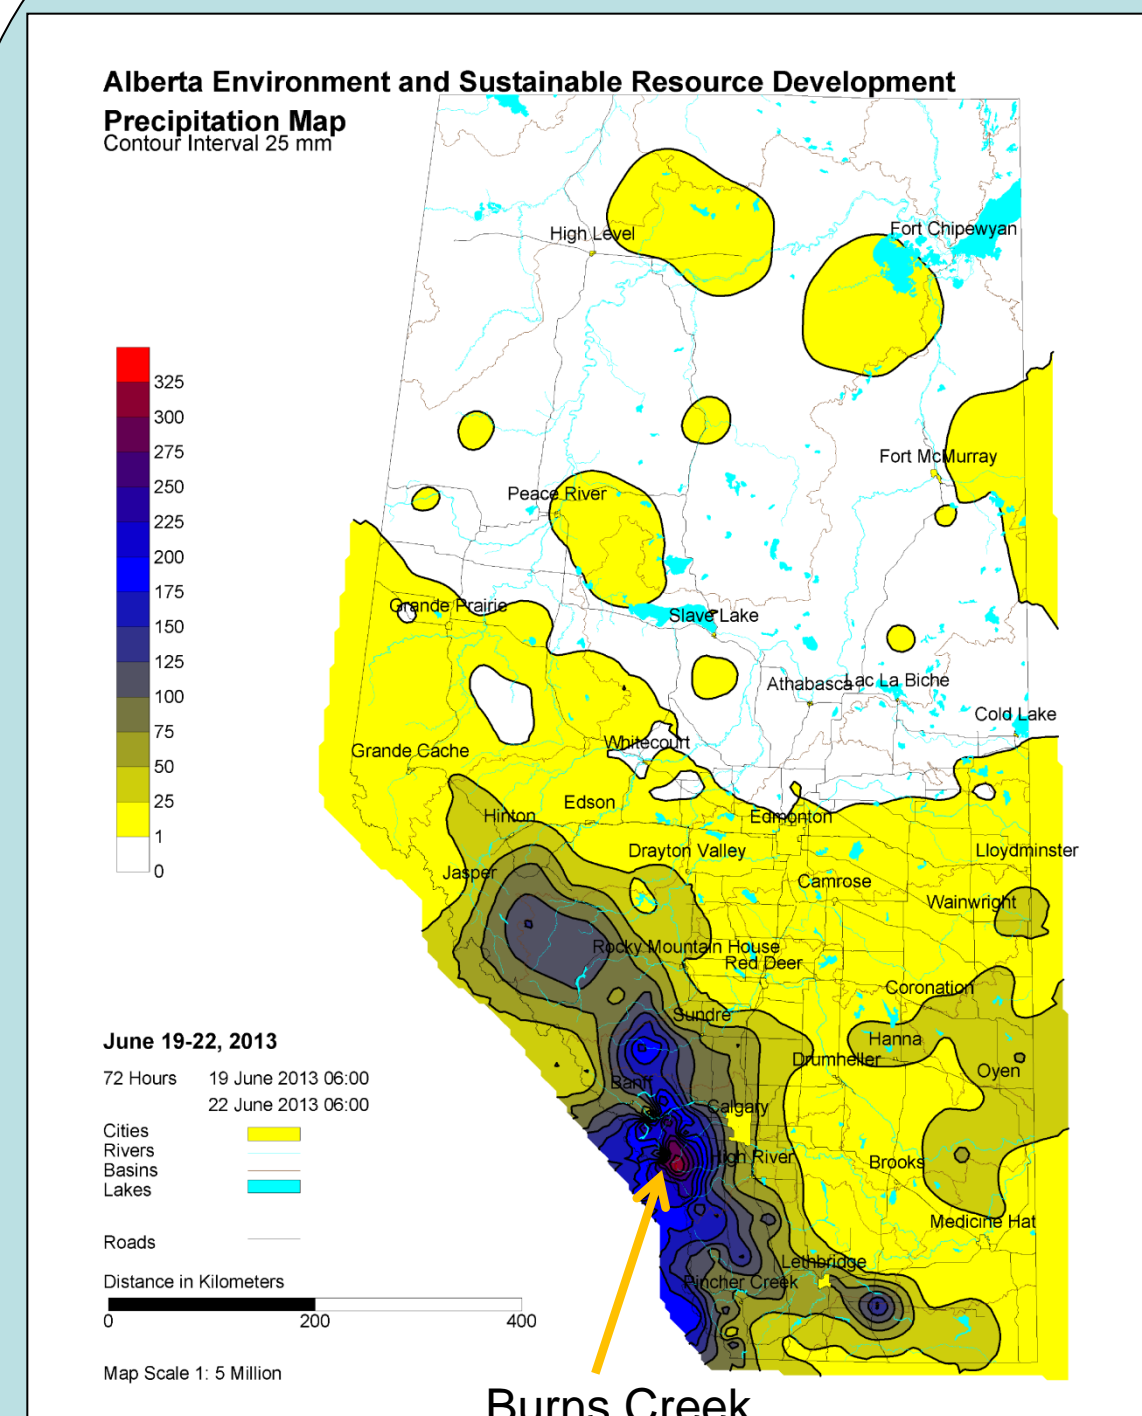 Alberta Environment and Sustainable Resource Development
Precipitation Map
Contour Interval 25 mm
High Level
Fort Chipewyan
325
300
275
250
225
200
175
150
125
100
75
50
25
1
0
Fort McMurray
Peace River
Grande Prairie
Slave Lake
Athabasca
Lac La Biche
Cold Lake
Whitecourt
Grande Cache
Edson
Hinton
Edmonton
Drayton Valley
Lloydminster
Jasper
Camrose
Wainwright
Rocky Mountain House
Red Deer
Coronation
Sundre
Hanna
Drumheller
Oyen
Banff
Calgary
High River
Brooks
Medicine Hat
Lethbridge
Pincher Creek
June 19-22, 2013
72 Hours 19 June 2013 06:00
22 June 2013 06:00
Cities
Rivers
Basins
Lakes
Roads
Distance in Kilometers
0 200 400
Map Scale 1: 5 Million
Burns Creek